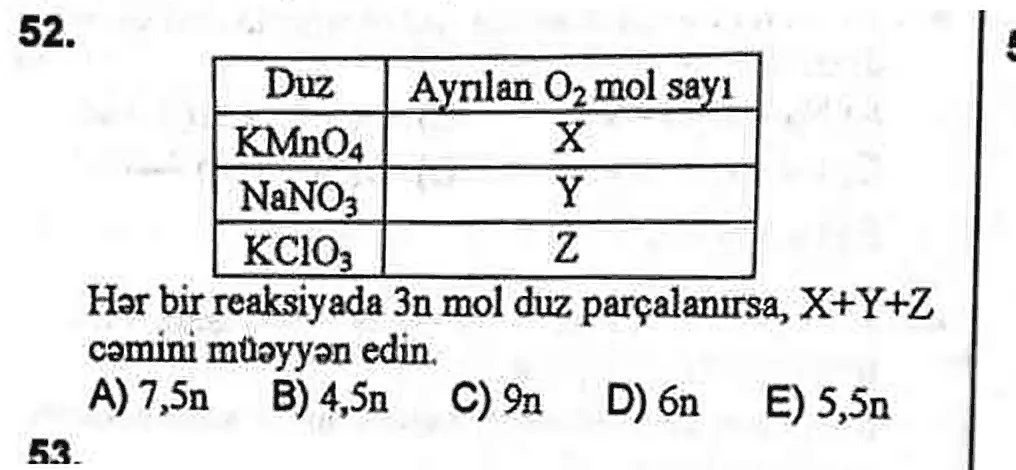 52.
Duz Ayrılan O₂ mol sayı
KMnO₄ X
NaNO₃ Y
KClO₃ Z
Hər bir reaksiyada 3n mol duz parçalanırsa, X+Y+Z
cəmini müəyyən edin.
A) 7,5n B) 4,5n C) 9n D) 6n E) 5,5n
53.